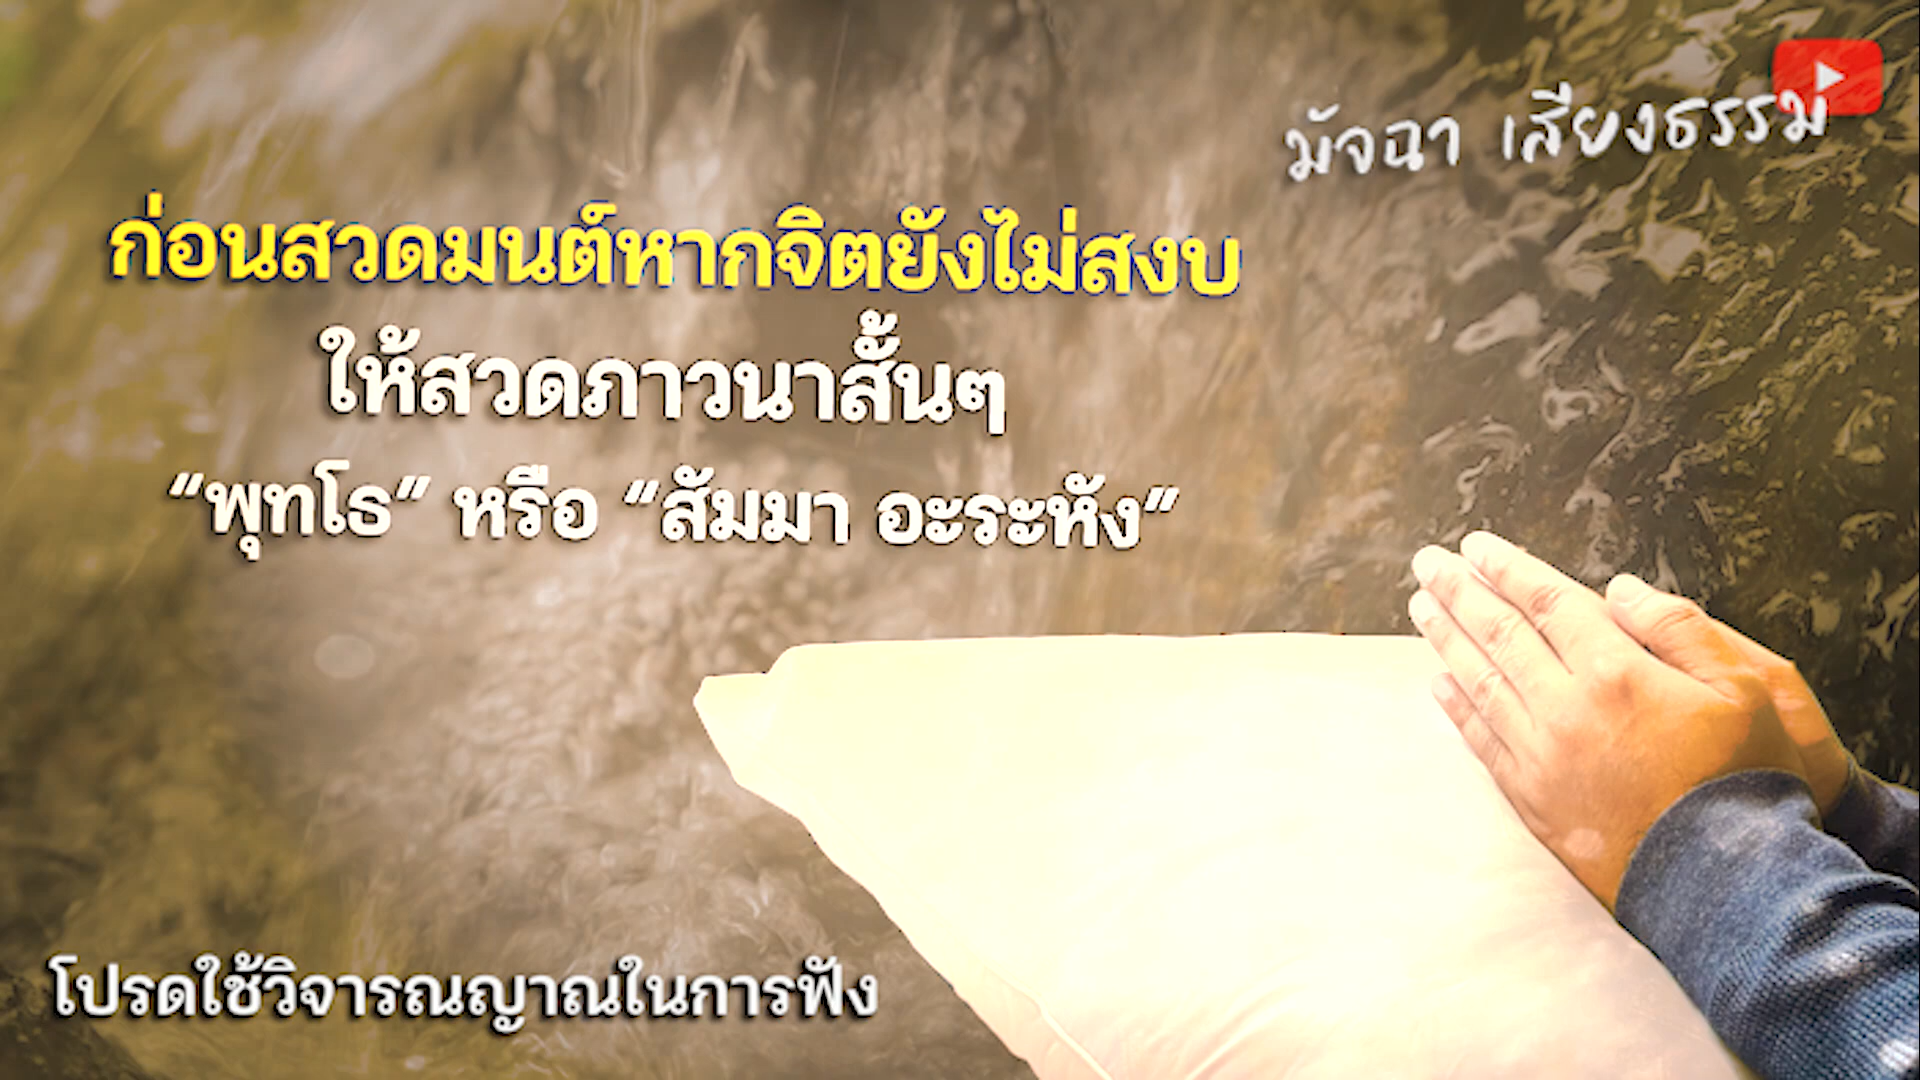 มัจฉา เสียงธรรม
ก่อนสวดมนต์หากจิตยังไม่สงบ
ให้สวดภาวนาสั้นๆ
“พุทโธ” หรือ “สัมมา อะระหัง”
โปรดใช้วิจารณญาณในการฟัง